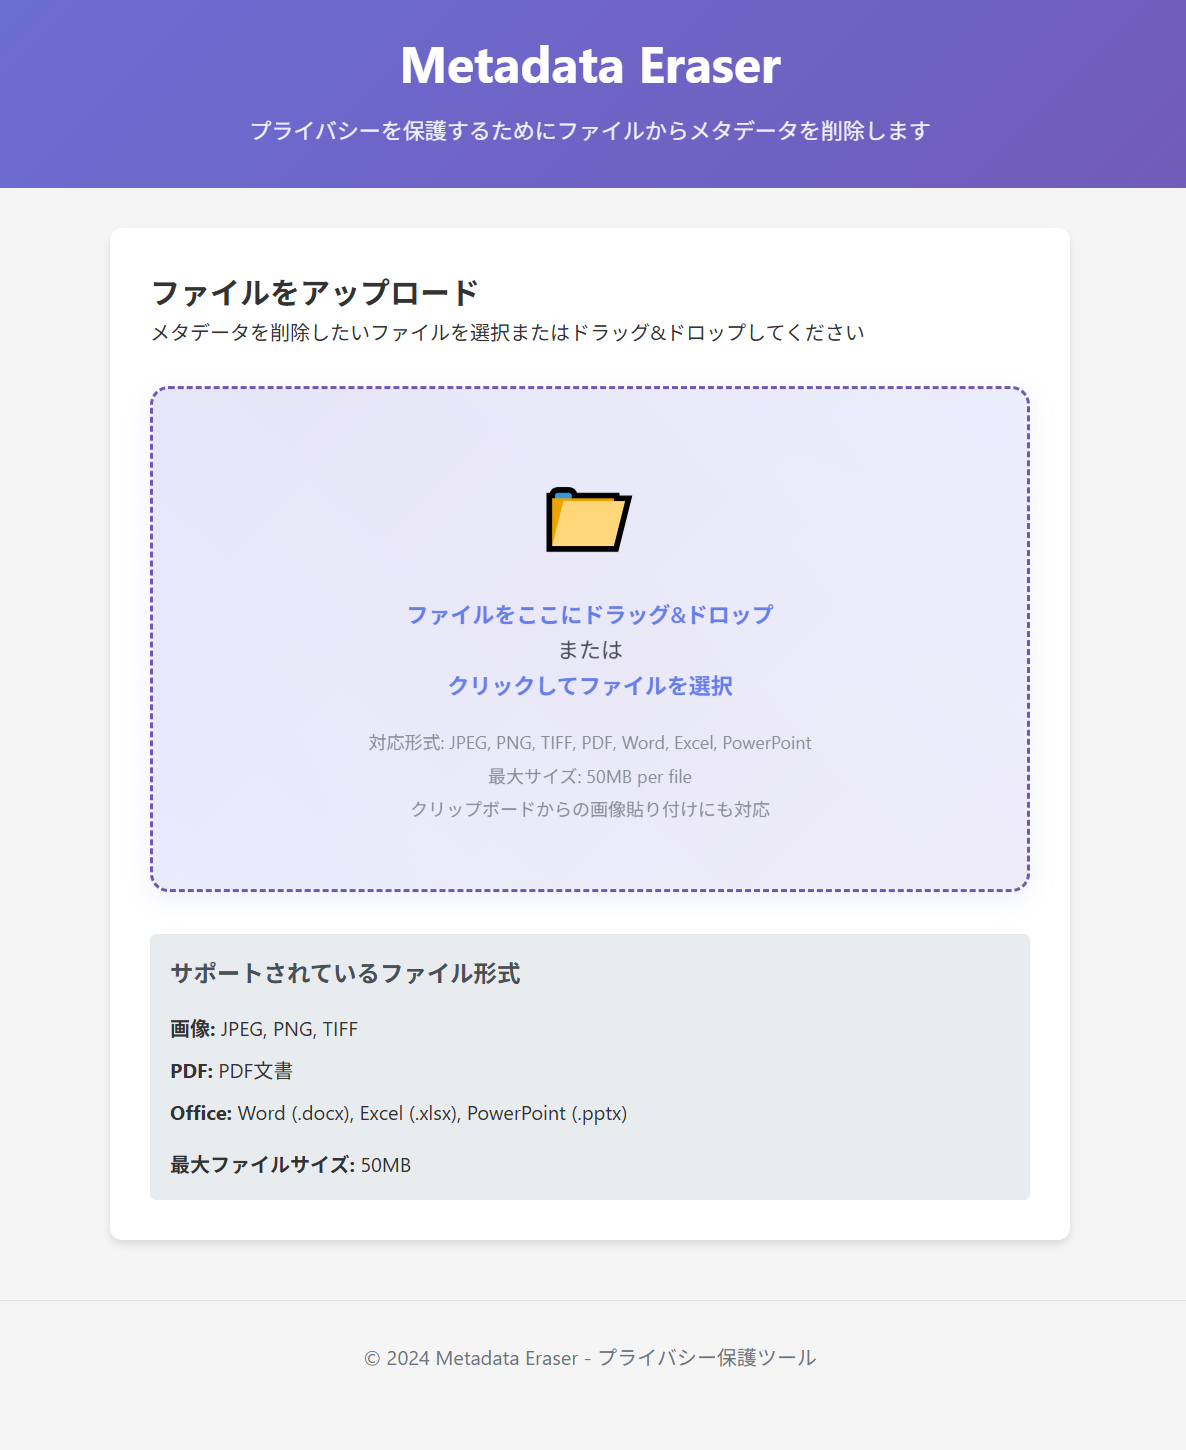 Metadata Eraser
プライバシーを保護するためにファイルからメタデータを削除します
ファイルをアップロード
メタデータを削除したいファイルを選択またはドラッグ&ドロップしてください
ファイルをここにドラッグ&ドロップ
または
クリックしてファイルを選択
対応形式: JPEG, PNG, TIFF, PDF, Word, Excel, PowerPoint
最大サイズ: 50MB per file
クリップボードからの画像貼り付けにも対応
サポートされているファイル形式
画像: JPEG, PNG, TIFF
PDF: PDF文書
Office: Word (.docx), Excel (.xlsx), PowerPoint (.pptx)
最大ファイルサイズ: 50MB
© 2024 Metadata Eraser - プライバシー保護ツール